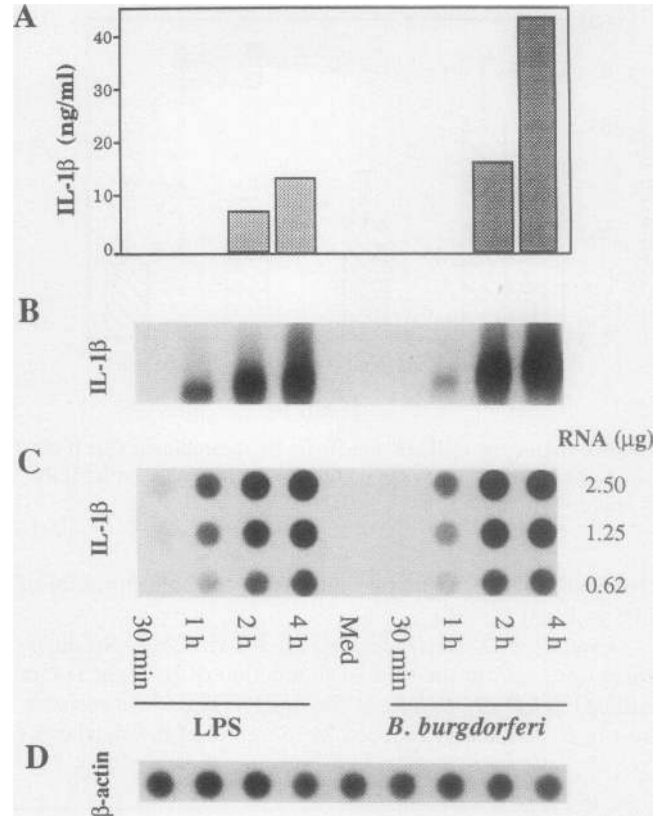 A
40
30
20
10
0
IL-1β (ng/ml)
B
IL-1β
RNA (µg)
C
IL-1β
2.50
1.25
0.62
30 min
1 h
2 h
4 h
Med
30 min
1 h
2 h
4 h
LPS
B. burgdorferi
D
β-actin